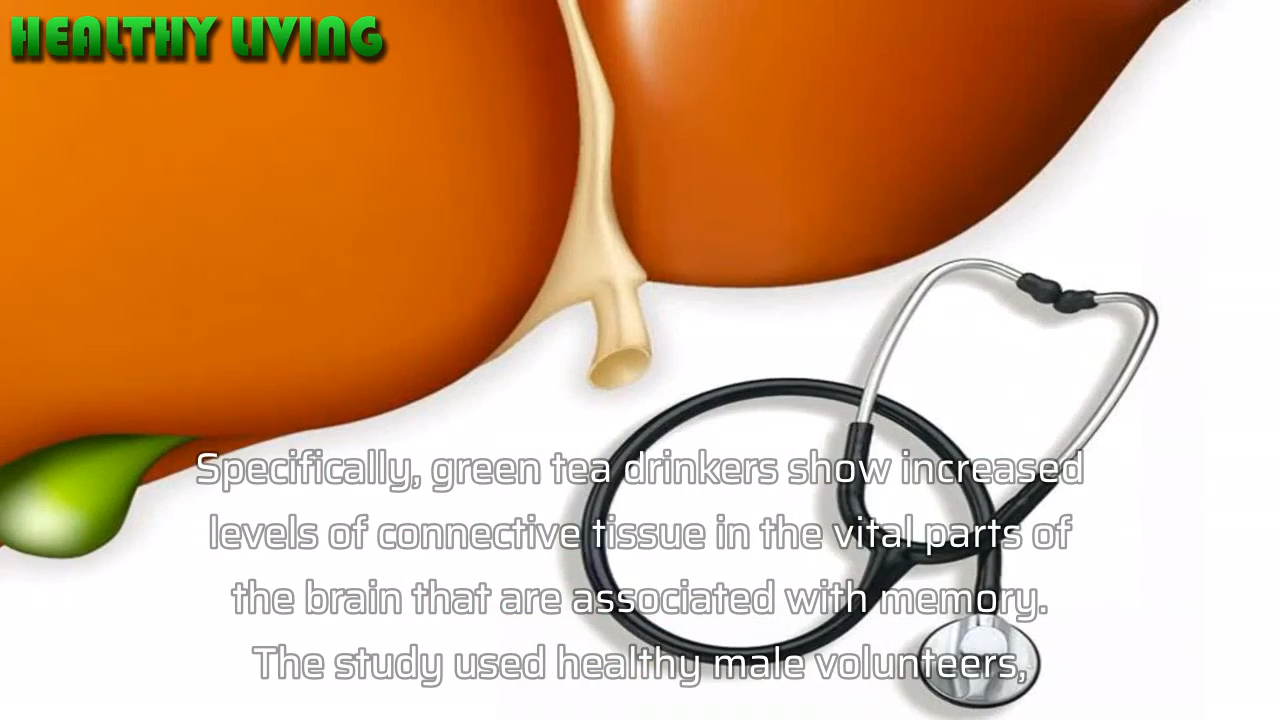 HEALTHY LIVING
Specifically, green tea drinkers show increased
levels of connective tissue in the vital parts of
the brain that are associated with memory.
The study used healthy male volunteers,